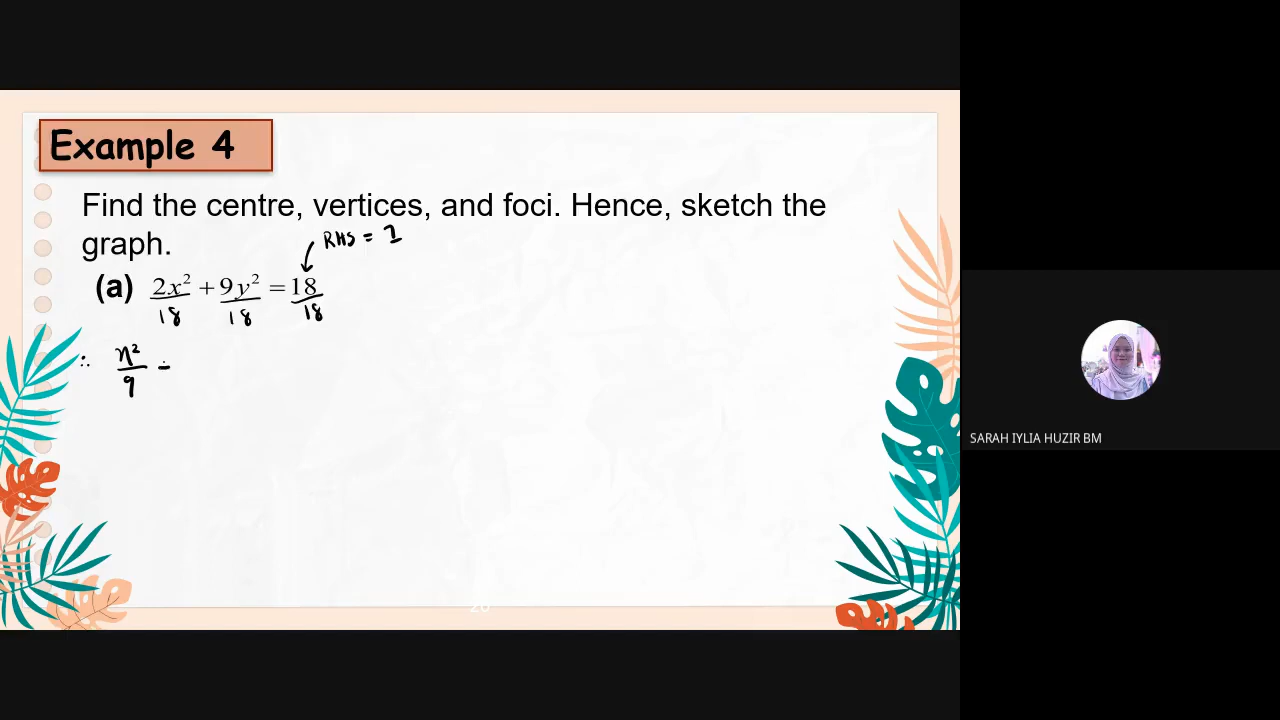 Example 4
Find the centre, vertices, and foci. Hence, sketch the
graph.
RHS = 1
(a) 2x²/18 + 9y²/18 = 18/18
∴ x²/9 -
20
SARAH IYLIA HUZIR BM